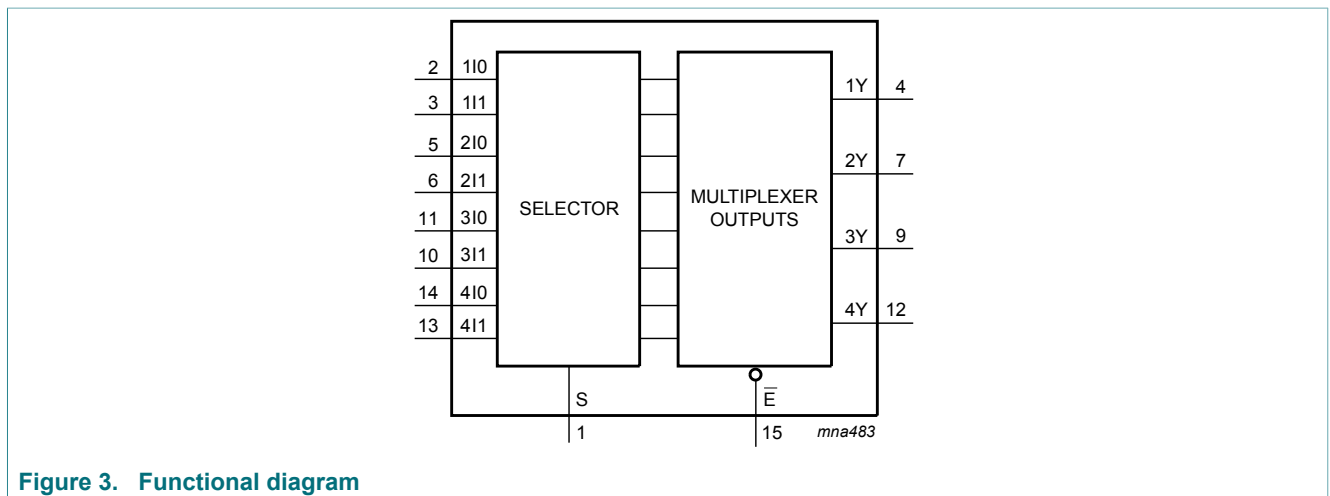 2 1I0
3 1I1
5 2I0
6 2I1
11 3I0
10 3I1
14 4I0
13 4I1
SELECTOR
MULTIPLEXER
OUTPUTS
1Y 4
2Y 7
3Y 9
4Y 12
S
1
E̅
15
mna483
Figure 3. Functional diagram